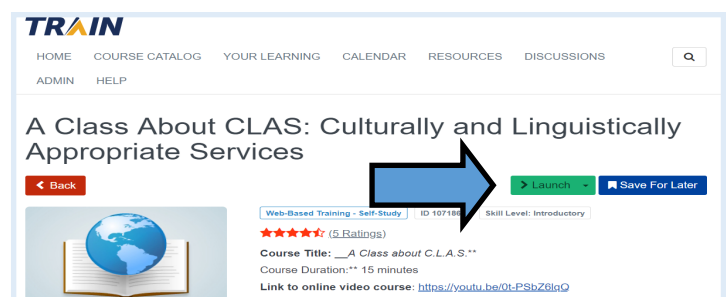 TRAIN
HOME COURSE CATALOG YOUR LEARNING CALENDAR RESOURCES DISCUSSIONS
ADMIN HELP
A Class About CLAS: Culturally and Linguistically
Appropriate Services
Back
Launch
Save For Later
Web-Based Training - Self-Study
ID 107186
Skill Level: Introductory
(5 Ratings)
Course Title: __A Class about C.L.A.S.**
Course Duration:** 15 minutes
Link to online video course: https://youtu.be/0t-PSbZ6lqQ